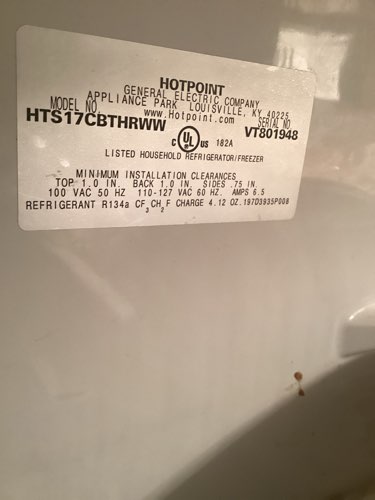 HOTPOINT
GENERAL ELECTRIC COMPANY
APPLIANCE PARK LOUISVILLE, KY 40225
MODEL NO. www.Hotpoint.com SERIAL NO
HTS17CBTHRWW VT801948
C UL US 182A
LISTED HOUSEHOLD REFRIGERATOR/FREEZER
MINIMUM INSTALLATION CLEARANCES
TOP 1.0 IN. BACK 1.0 IN. SIDES .75 IN.
100 VAC 50 HZ 110-127 VAC 60 HZ. AMPS 6.5
REFRIGERANT R134a CF3CH2F CHARGE 4.12 OZ. 197D3935P008